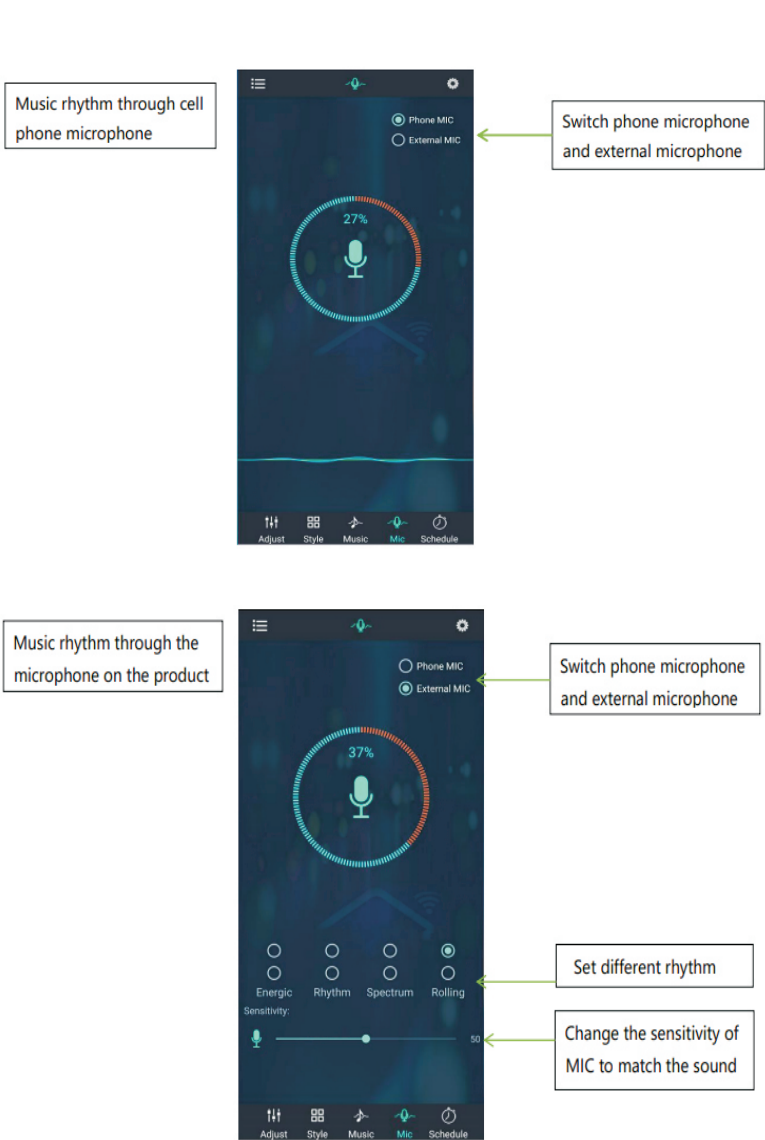 Music rhythm through cell
phone microphone
Phone MIC
External MIC
Switch phone microphone
and external microphone
27%
Adjust Style Music Mic Schedule
Music rhythm through the
microphone on the product
Phone MIC
External MIC
Switch phone microphone
and external microphone
37%
Energic Rhythm Spectrum Rolling
Set different rhythm
Sensitivity:
50
Change the sensitivity of
MIC to match the sound
Adjust Style Music Mic Schedule